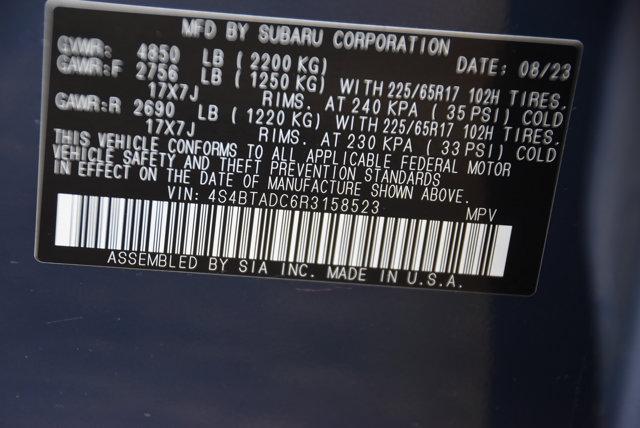 MFD BY SUBARU CORPORATION DATE: 08/23
GVWR: 4850 LB (2200 KG)
GAWR:F 2756 LB (1250 KG) WITH 225/65R17 102H TIRES.
17X7J RIMS. AT 240 KPA (35 PSI) COLD
GAWR:R 2690 LB (1220 KG) WITH 225/65R17 102H TIRES.
17X7J RIMS. AT 230 KPA (33 PSI) COLD
THIS VEHICLE CONFORMS TO ALL APPLICABLE FEDERAL MOTOR
VEHICLE SAFETY AND THEFT PREVENTION STANDARDS
IN EFFECT ON THE DATE OF MANUFACTURE SHOWN ABOVE.
VIN: 4S4BTADC6R3158523 MPV
ASSEMBLED BY SIA INC. MADE IN U.S.A.